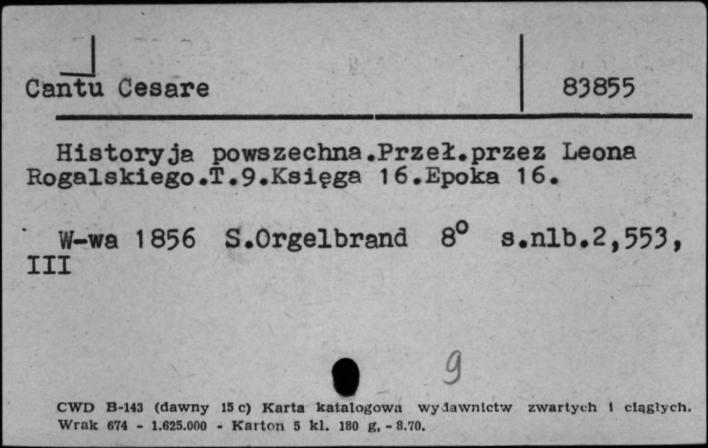 Cantu Cesare 83855
Historyja powszechna.Przeł.przez Leona
Rogalskiego.T.9.Księga 16.Epoka 16.
W-wa 1856 S.Orgelbrand 8° s.nlb.2,553,
III
9
CWD B-143 (dawny 15 c) Karta katalogowa wydawnictw zwartych i ciągłych.
Wrak 674 - 1.625.000 - Karton 5 kl. 180 g, - 8.70.